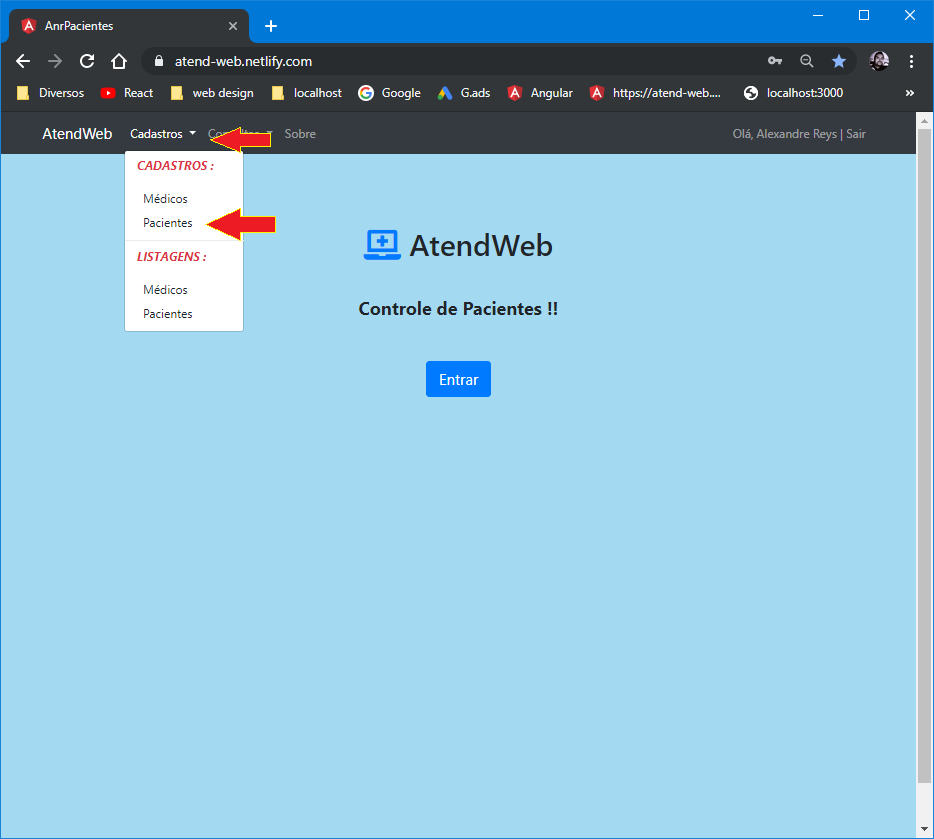 AnrPacientes
atend-web.netlify.com
Diversos React web design localhost Google G.ads Angular https://atend-web.... localhost:3000 »
AtendWeb Cadastros Sobre Olá, Alexandre Reys | Sair
CADASTROS :
Médicos
Pacientes
LISTAGENS :
Médicos
Pacientes
AtendWeb
Controle de Pacientes !!
Entrar